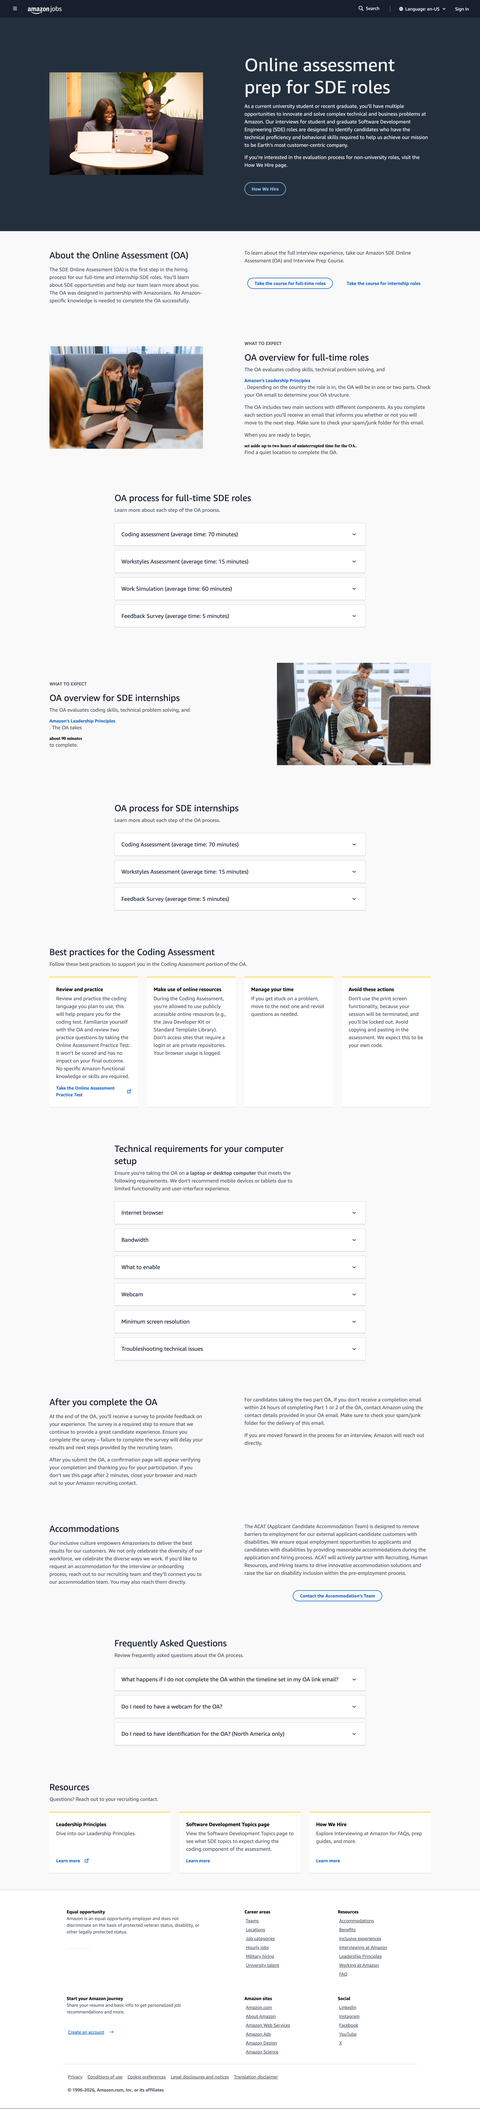 amazon jobs
Search
Language: en-US
Sign in
Online assessment
prep for SDE roles
As a current university student or recent graduate, you'll have multiple
opportunities to innovate and solve complex technical and business problems at
Amazon. Our interviews for student and graduate Software Development
Engineering (SDE) roles are designed to identify candidates who have the
technical proficiency and behavioral skills required to help us achieve our mission
to be Earth's most customer-centric company.
If you're interested in the evaluation process for non-university roles, visit the
How We Hire page.
How We Hire
About the Online Assessment (OA)
The SDE Online Assessment (OA) is the first step in the hiring
process for our full-time and internship SDE roles. You'll learn
about SDE opportunities and help our team learn more about you.
The OA was designed in partnership with Amazonians. No Amazon-
specific knowledge is needed to complete the OA successfully.
To learn about the full interview experience, take our Amazon SDE Online
Assessment (OA) and Interview Prep Course.
Take the course for full-time roles
Take the course for internship roles
WHAT TO EXPECT
OA overview for full-time roles
The OA evaluates coding skills, technical problem solving, and
Amazon's Leadership Principles
. Depending on the country the role is in, the OA will be in one or two parts. Check
your OA email to determine your OA structure.
The OA includes two main sections with different components. As you complete
each section you'll receive an email that informs you whether or not you will
move to the next step. Make sure to check your spam/junk folder for this email.
When you are ready to begin,
set aside up to two hours of uninterrupted time for the OA.
Find a quiet location to complete the OA.
OA process for full-time SDE roles
Learn more about each step of the OA process.
Coding assessment (average time: 70 minutes)
Workstyles Assessment (average time: 15 minutes)
Work Simulation (average time: 60 minutes)
Feedback Survey (average time: 5 minutes)
WHAT TO EXPECT
OA overview for SDE internships
The OA evaluates coding skills, technical problem solving, and
Amazon's Leadership Principles
. The OA takes
about 90 minutes
to complete.
OA process for SDE internships
Learn more about each step of the OA process.
Coding Assessment (average time: 70 minutes)
Workstyles Assessment (average time: 15 minutes)
Feedback Survey (average time: 5 minutes)
Best practices for the Coding Assessment
Follow these best practices to support you in the Coding Assessment portion of the OA.
Review and practice
Review and practice the coding
language you plan to use; this
will help prepare you for the
coding test. Familiarize yourself
with the OA and review two
practice questions by taking the
Online Assessment Practice Test.
It won't be scored and has no
impact on your final outcome.
No specific Amazon functional
knowledge or skills are required.
Take the Online Assessment
Practice Test
Make use of online resources
During the Coding Assessment,
you're allowed to use publicly
accessible online resources (e.g.,
the Java Developer Kit or
Standard Template Library).
Don't access sites that require a
login or are private repositories.
Your browser usage is logged.
Manage your time
If you get stuck on a problem,
move to the next one and revisit
questions as needed.
Avoid these actions
Don't use the print screen
functionality, because your
session will be terminated, and
you'll be locked out. Avoid
copying and pasting in the
assessment. We expect this to be
your own code.
Technical requirements for your computer
setup
Ensure you're taking the OA on a laptop or desktop computer that meets the
following requirements. We don't recommend mobile devices or tablets due to
limited functionality and user-interface experience.
Internet browser
Bandwidth
What to enable
Webcam
Minimum screen resolution
Troubleshooting technical issues
After you complete the OA
At the end of the OA, you'll receive a survey to provide feedback on
your experience. The survey is a required step to ensure that we
continue to provide a great candidate experience. Ensure you
complete the survey – failure to complete the survey will delay your
results and next steps provided by the recruiting team.
After you submit the OA, a confirmation page will appear verifying
your completion and thanking you for your participation. If you
don't see this page after 2 minutes, close your browser and reach
out to your Amazon recruiting contact.
For candidates taking the two part OA, if you don't receive a completion email
within 24 hours of completing Part 1 or 2 of the OA, contact Amazon using the
contact details provided in your OA email. Make sure to check your spam/junk
folder for the delivery of this email.
If you are moved forward in the process for an interview, Amazon will reach out
directly.
Accommodations
Our inclusive culture empowers Amazonians to deliver the best
results for our customers. We not only celebrate the diversity of our
workforce, we celebrate the diverse ways we work. If you'd like to
request an accommodation for the interview or onboarding
process, reach out to our recruiting team and they'll connect you to
our accommodation team. You may also reach them directly.
The ACAT (Applicant Candidate Accommodation Team) is designed to remove
barriers to employment for our external applicant-candidate customers with
disabilities. We ensure equal employment opportunities to applicants and
candidates with disabilities by providing reasonable accommodations during the
application and hiring process. ACAT will actively partner with Recruiting, Human
Resources, and Hiring teams to drive innovative accommodation solutions and
raise the bar on disability inclusion within the pre-employment process.
Contact the Accommodation's Team
Frequently Asked Questions
Review frequently asked questions about the OA process.
What happens if I do not complete the OA within the timeline set in my OA link email?
Do I need to have a webcam for the OA?
Do I need to have identification for the OA? (North America only)
Resources
Questions? Reach out to your recruiting contact.
Leadership Principles
Dive into our Leadership Principles.
Learn more
Software Development Topics page
View the Software Development Topics page to
see what SDE topics to expect during the
coding component of the assessment.
Learn more
How We Hire
Explore Interviewing at Amazon for FAQs, prep
guides, and more.
Learn more
Equal opportunity
Amazon is an equal opportunity employer and does not
discriminate on the basis of protected veteran status, disability, or
other legally protected status.
Career areas
Teams
Locations
Job categories
Hourly jobs
Military hiring
University talent
Resources
Accommodations
Benefits
Inclusive experiences
Interviewing at Amazon
Leadership Principles
Working at Amazon
FAQ
Start your Amazon journey
Share your resume and basic info to get personalized job
recommendations and more.
Create an account
Amazon sites
Amazon.com
About Amazon
Amazon Web Services
Amazon Ads
Amazon Design
Amazon Science
Social
LinkedIn
Instagram
Facebook
YouTube
X
Privacy
Conditions of use
Cookie preferences
Legal disclosures and notices
Translation disclaimer
© 1996-2026, Amazon.com, Inc. or its affiliates